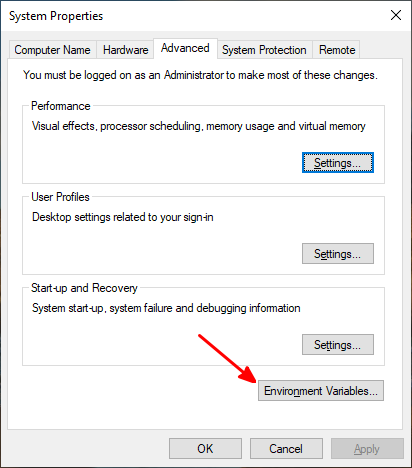 System Properties
Computer Name Hardware Advanced System Protection Remote
You must be logged on as an Administrator to make most of these changes.
Performance
Visual effects, processor scheduling, memory usage and virtual memory
Settings...
User Profiles
Desktop settings related to your sign-in
Settings...
Start-up and Recovery
System start-up, system failure and debugging information
Settings...
Environment Variables...
OK Cancel Apply